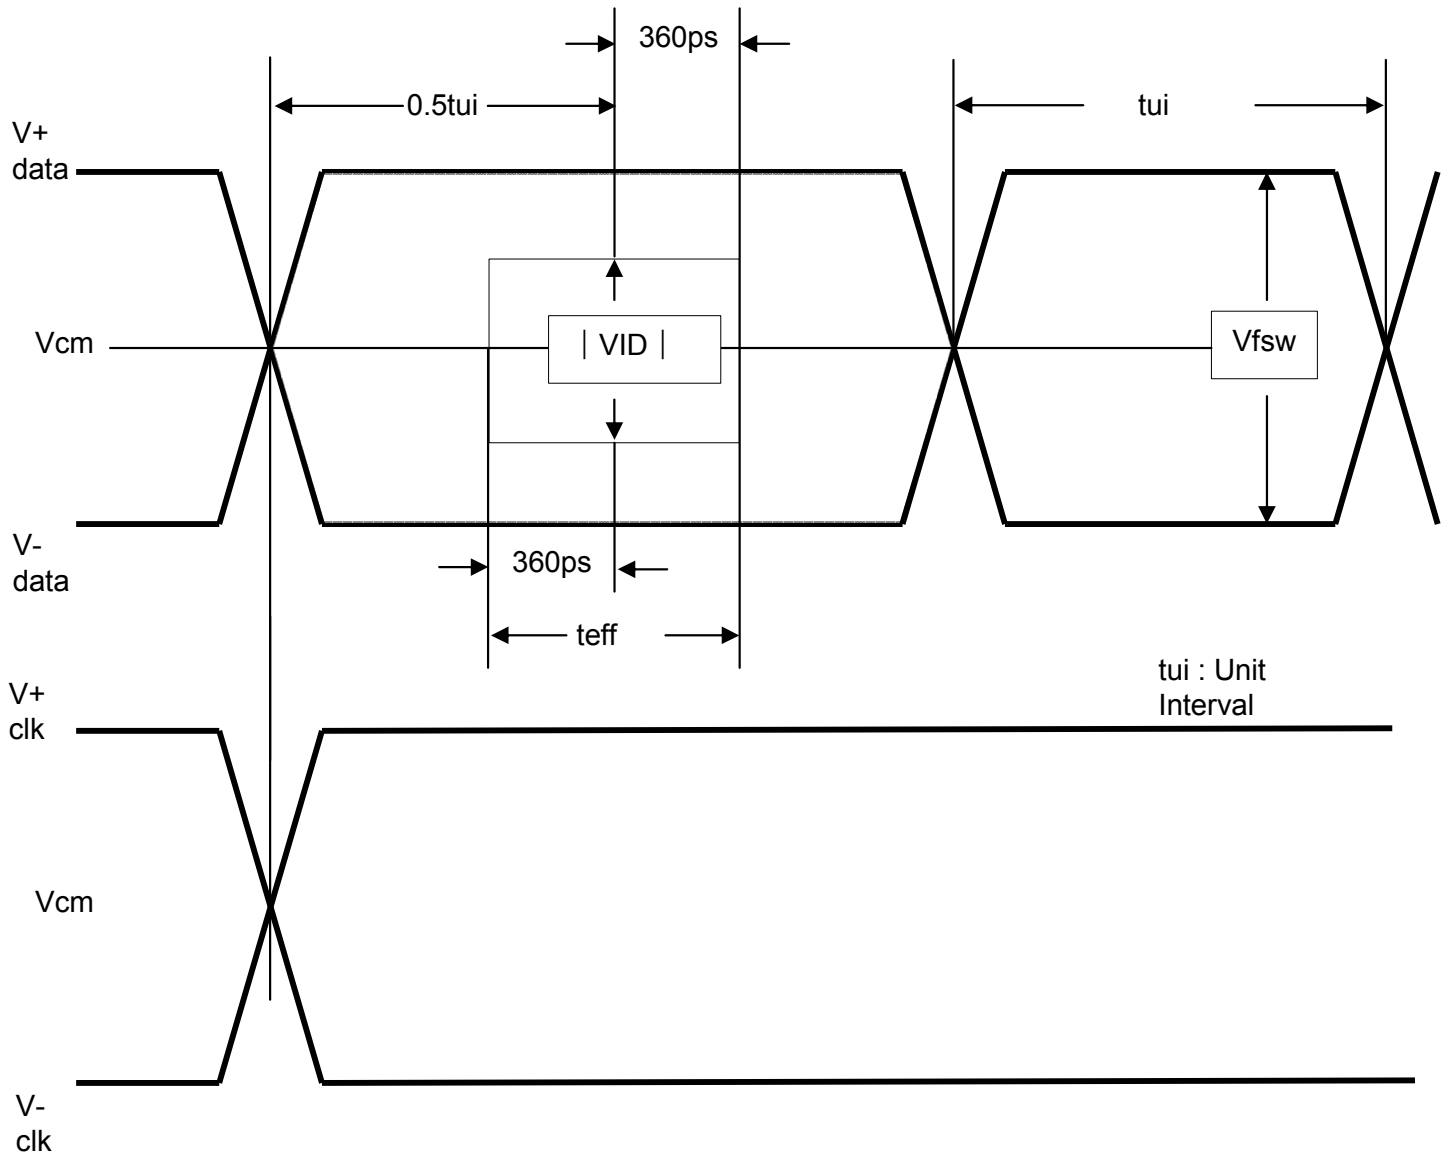 360ps
0.5tui
tui
V+
data
Vcm
| VID |
Vfsw
V-
data
360ps
teff
tui : Unit
Interval
V+
clk
Vcm
V-
clk